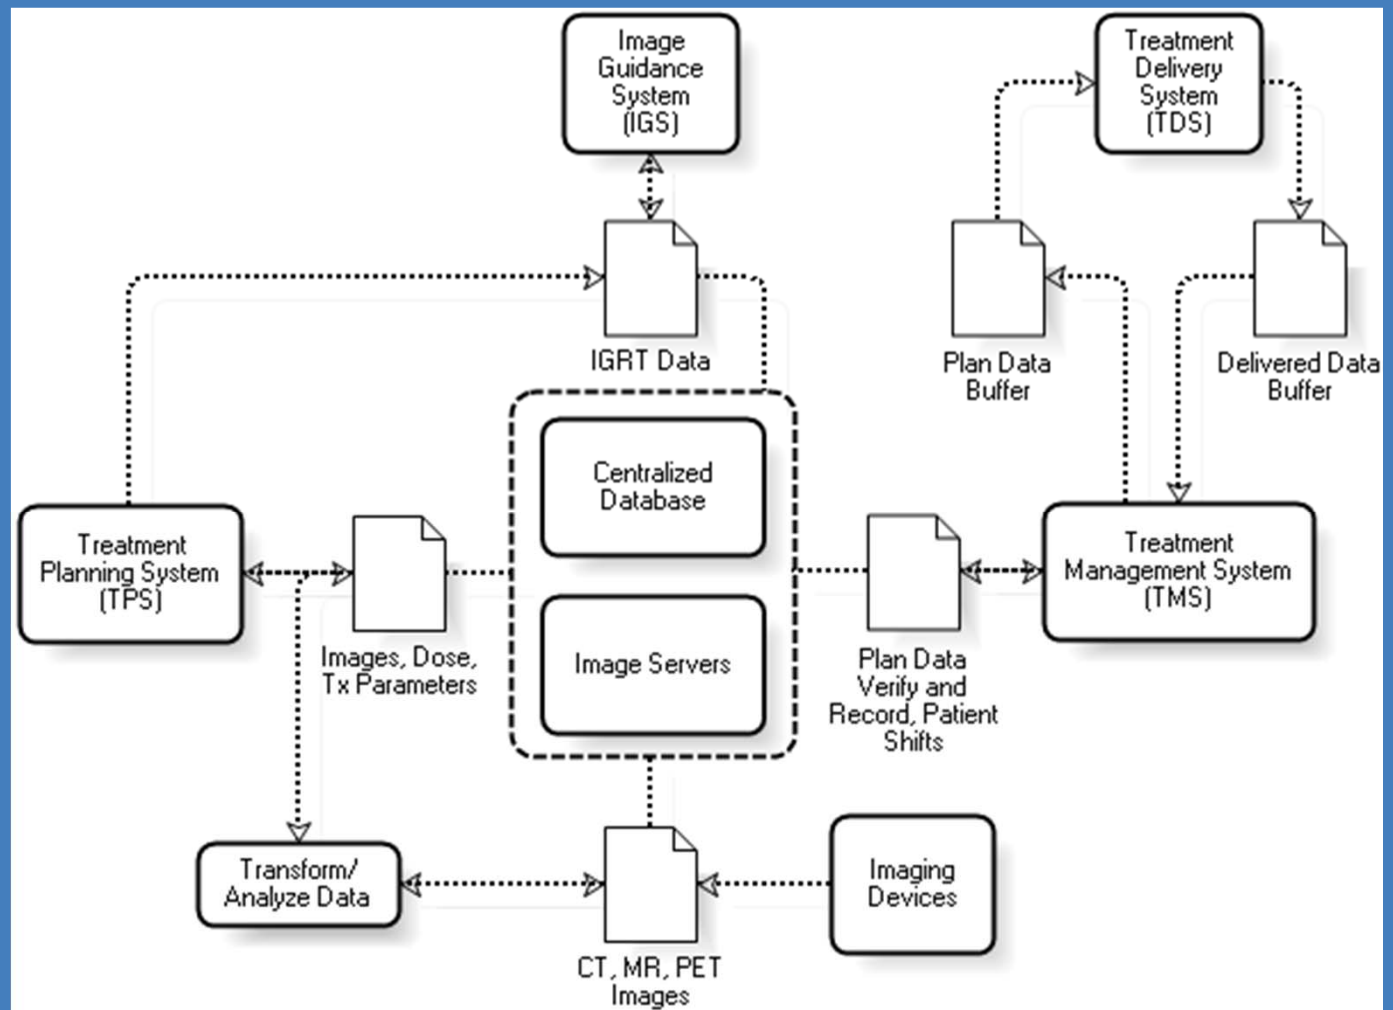 Image
Guidance
System
(IGS)
Treatment
Delivery
System
(TDS)
IGRT Data
Plan Data
Buffer
Delivered Data
Buffer
Centralized
Database
Treatment
Planning System
(TPS)
Treatment
Management System
(TMS)
Images, Dose,
Tx Parameters
Image Servers
Plan Data
Verify and
Record, Patient
Shifts
Transform/
Analyze Data
Imaging
Devices
CT, MR, PET
Images